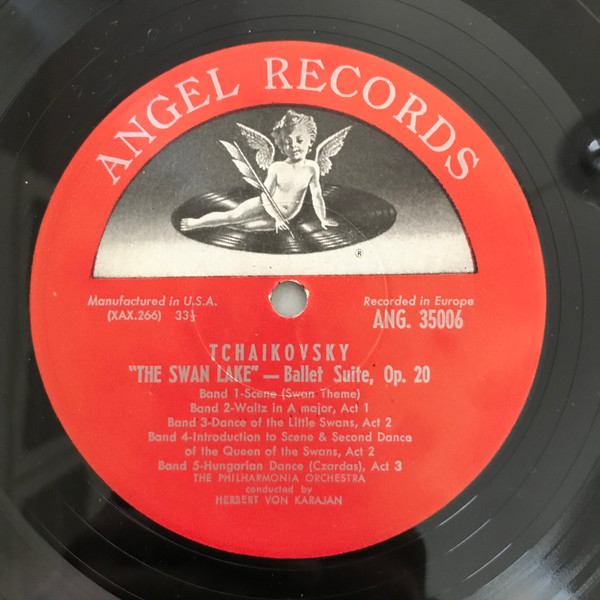 ANGEL RECORDS
®
Manufactured in U.S.A.
(XAX.266) 33⅓
Recorded in Europe
ANG. 35006
TCHAIKOVSKY
"THE SWAN LAKE" — Ballet Suite, Op. 20
Band 1-Scene (Swan Theme)
Band 2-Waltz in A major, Act 1
Band 3-Dance of the Little Swans, Act 2
Band 4-Introduction to Scene & Second Dance
of the Queen of the Swans, Act 2
Band 5-Hungarian Dance (Czardas), Act 3
THE PHILHARMONIA ORCHESTRA
conducted by
HERBERT VON KARAJAN